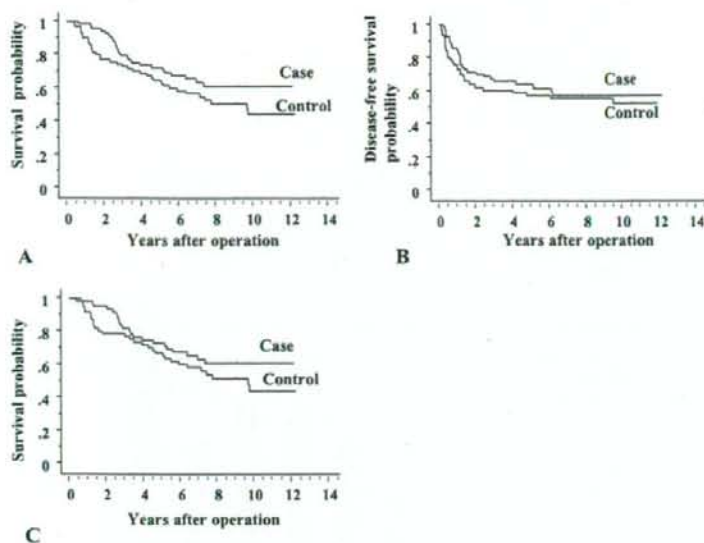 Survival probability
1
.8
.6
.4
.2
0
Case
Control
0 2 4 6 8 10 12 14
Years after operation
A
Disease-free survival
probability
1
.8
.6
.4
.2
0
Case
Control
0 2 4 6 8 10 12 14
Years after operation
B
Survival probability
1
.8
.6
.4
.2
0
Case
Control
0 2 4 6 8 10 12 14
Years after operation
C